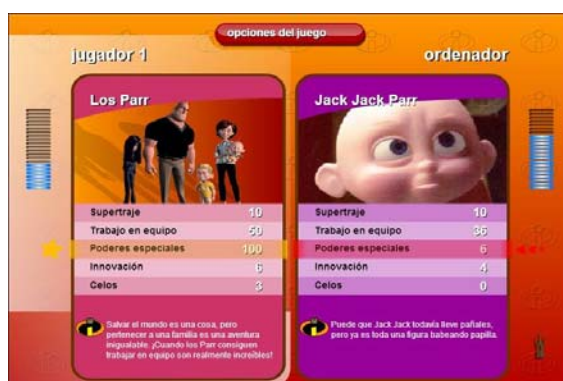 opciones del juego
jugador 1
ordenador
Los Parr
Supertraje 10
Trabajo en equipo 50
Poderes especiales 100
Innovación 6
Celos 3
Salvar el mundo es una cosa, pero
pertenecer a una familia es una aventura
inigualable. ¡Cuando los Parr consiguen
trabajar en equipo son realmente increíbles!
Jack Jack Parr
Supertraje 10
Trabajo en equipo 36
Poderes especiales 6
Innovación 4
Celos 0
Puede que Jack Jack todavía lleve pañales,
pero ya es toda una figura babeando papilla.